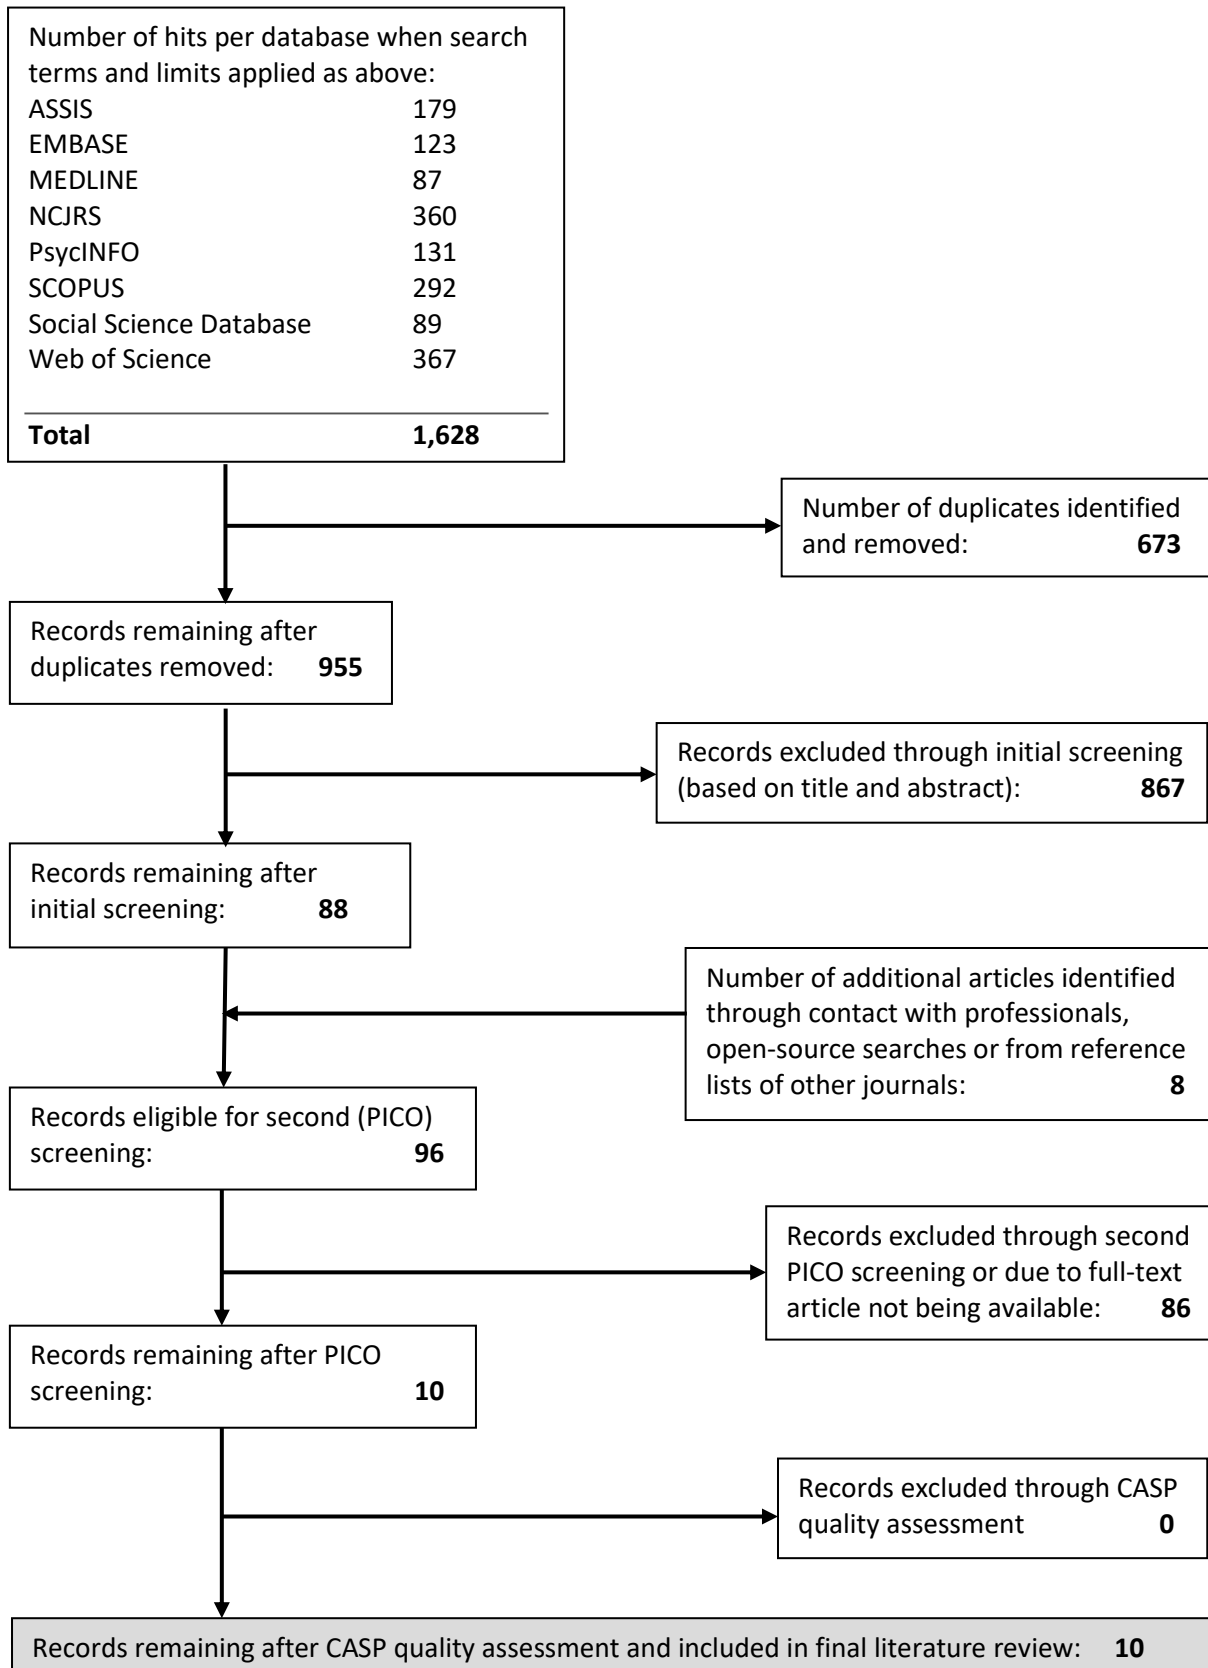 Number of hits per database when search
terms and limits applied as above:
ASSIS 179
EMBASE 123
MEDLINE 87
NCJRS 360
PsycINFO 131
SCOPUS 292
Social Science Database 89
Web of Science 367
Total 1,628
Number of duplicates identified
and removed: 673
Records remaining after
duplicates removed: 955
Records excluded through initial screening
(based on title and abstract): 867
Records remaining after
initial screening: 88
Number of additional articles identified
through contact with professionals,
open-source searches or from reference
lists of other journals: 8
Records eligible for second (PICO)
screening: 96
Records excluded through second
PICO screening or due to full-text
article not being available: 86
Records remaining after PICO
screening: 10
Records excluded through CASP
quality assessment 0
Records remaining after CASP quality assessment and included in final literature review: 10